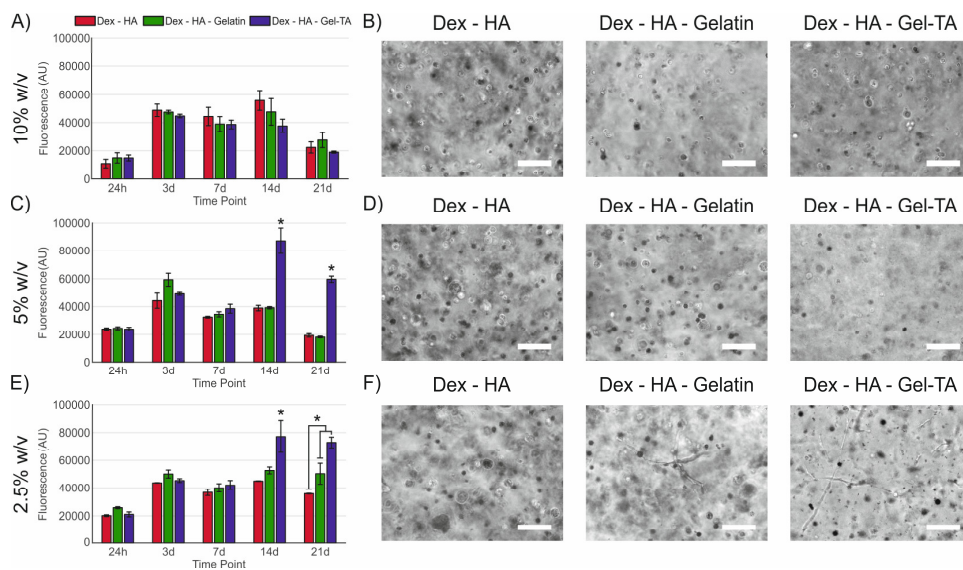 A)
Dex - HA Dex - HA - Gelatin Dex - HA - Gel-TA
B)
Dex - HA
Dex - HA - Gelatin
Dex - HA - Gel-TA
10% w/v
Fluorescence (AU)
100000
80000
60000
40000
20000
0
24h 3d 7d 14d 21d
Time Point
C)
D)
Dex - HA
Dex - HA - Gelatin
Dex - HA - Gel-TA
5% w/v
Fluorescence (AU)
100000
80000
60000
40000
20000
0
* *
24h 3d 7d 14d 21d
Time Point
E)
F)
Dex - HA
Dex - HA - Gelatin
Dex - HA - Gel-TA
2.5% w/v
Fluorescence (AU)
100000
80000
60000
40000
20000
0
* *
24h 3d 7d 14d 21d
Time Point